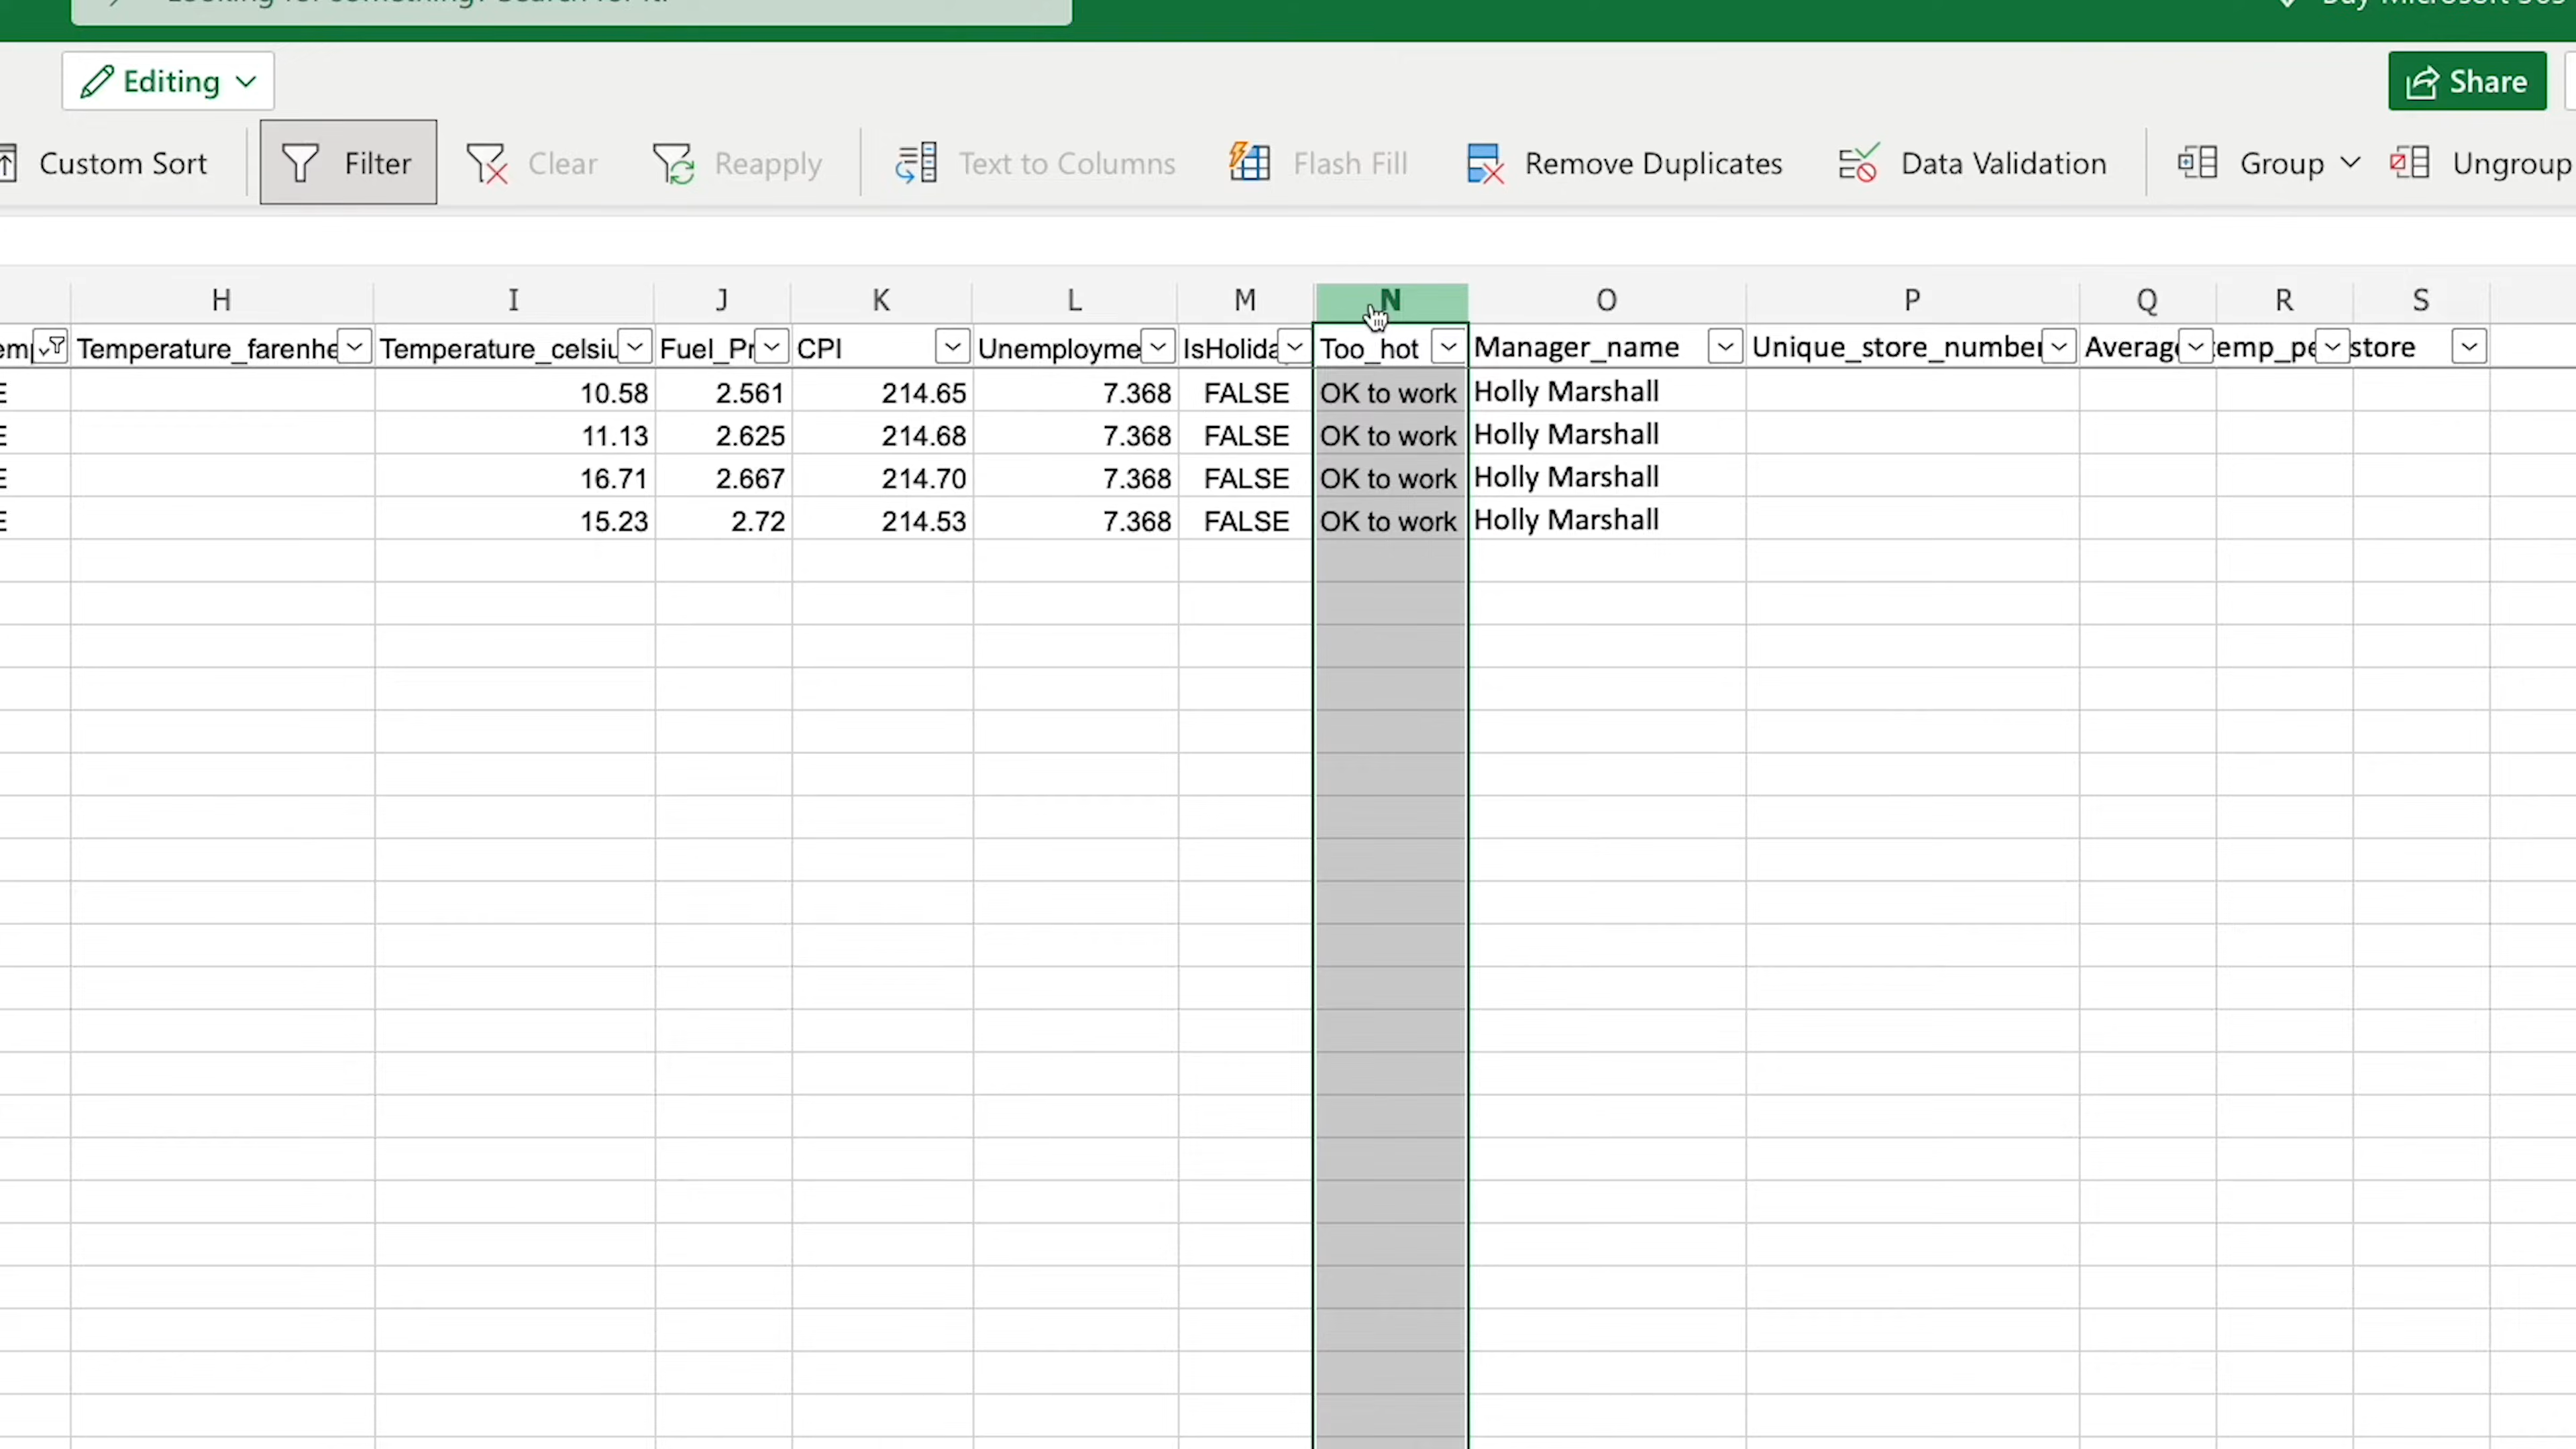 Editing
Share
Custom Sort Filter Clear Reapply Text to Columns Flash Fill Remove Duplicates Data Validation Group Ungroup
H I J K L M N O P Q R S
Temperature_farenhe Temperature_celsiu Fuel_Pr CPI Unemployme IsHolida Too_hot Manager_name Unique_store_number Average emp_pe store
10.58 2.561 214.65 7.368 FALSE OK to work Holly Marshall
11.13 2.625 214.68 7.368 FALSE OK to work Holly Marshall
16.71 2.667 214.70 7.368 FALSE OK to work Holly Marshall
15.23 2.72 214.53 7.368 FALSE OK to work Holly Marshall